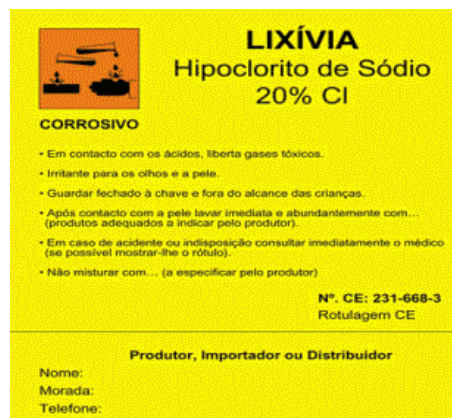 LIXÍVIA
Hipoclorito de Sódio
20% Cl
CORROSIVO
• Em contacto com os ácidos, liberta gases tóxicos.
• Irritante para os olhos e a pele.
• Guardar fechado à chave e fora do alcance das crianças.
• Após contacto com a pele lavar imediata e abundantemente com...
(produtos adequados a indicar pelo produtor).
• Em caso de acidente ou indisposição consultar imediatamente o médico
(se possível mostrar-lhe o rótulo).
• Não misturar com... (a especificar pelo produtor)
Nº. CE: 231-668-3
Rotulagem CE
Produtor, Importador ou Distribuidor
Nome:
Morada:
Telefone: